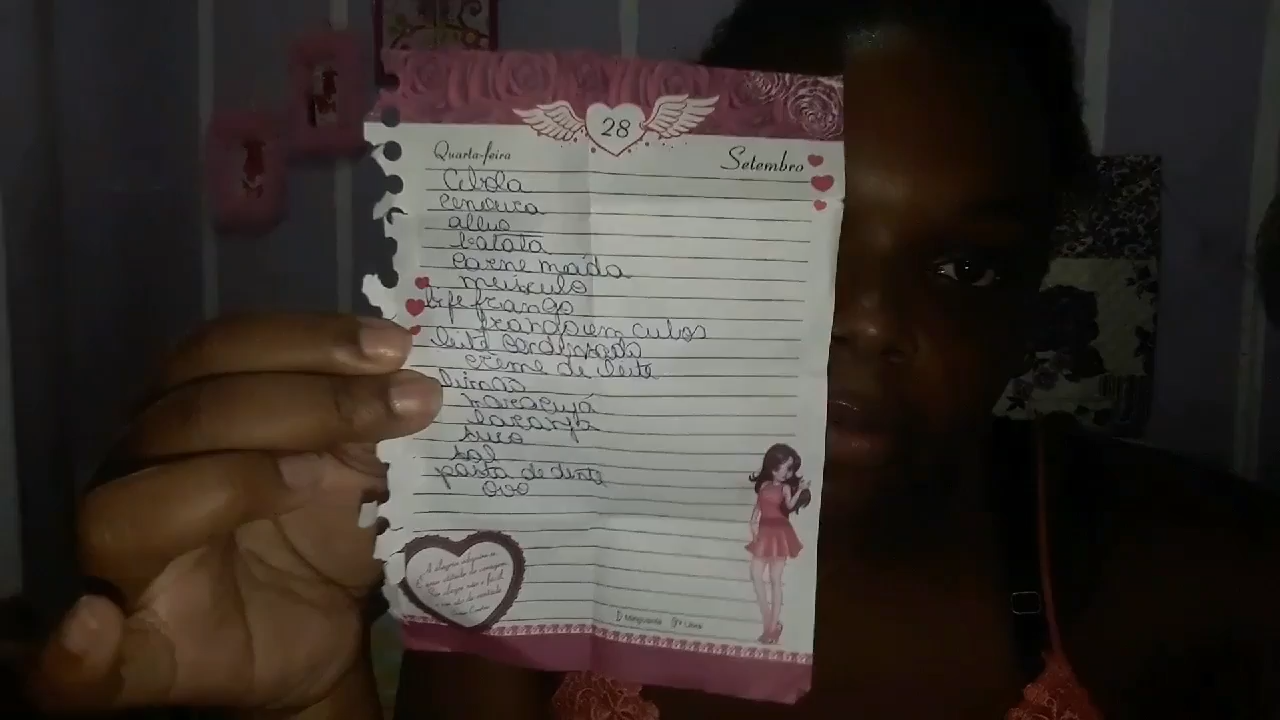 28
Quarta-feira
Setembro
Cebola
Cenoura
alho
batata
Carne moída
músculo
bife frango
frango em cubos
leite condensado
creme de leite
Limão
maracujá
laranja
suco
sal
pasta de dente
ovo